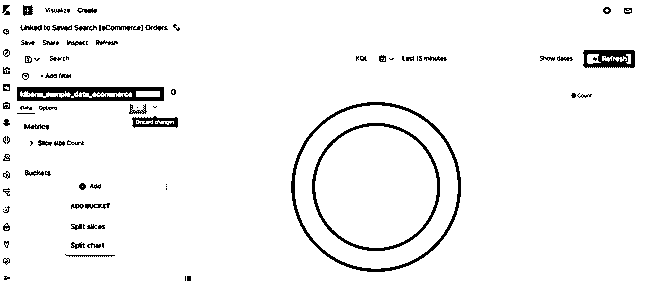 Visualize Create
Linked to Saved Search [eCommerce] Orders
Save Share Inspect Refresh
Search KQL Last 15 minutes Show dates Refresh
+ Add filter
kibana_sample_data_ecommerce
Count
Data Options
Discard changes
Metrics
Slice size Count
Buckets
Add
ADD BUCKET
Split slices
Split chart